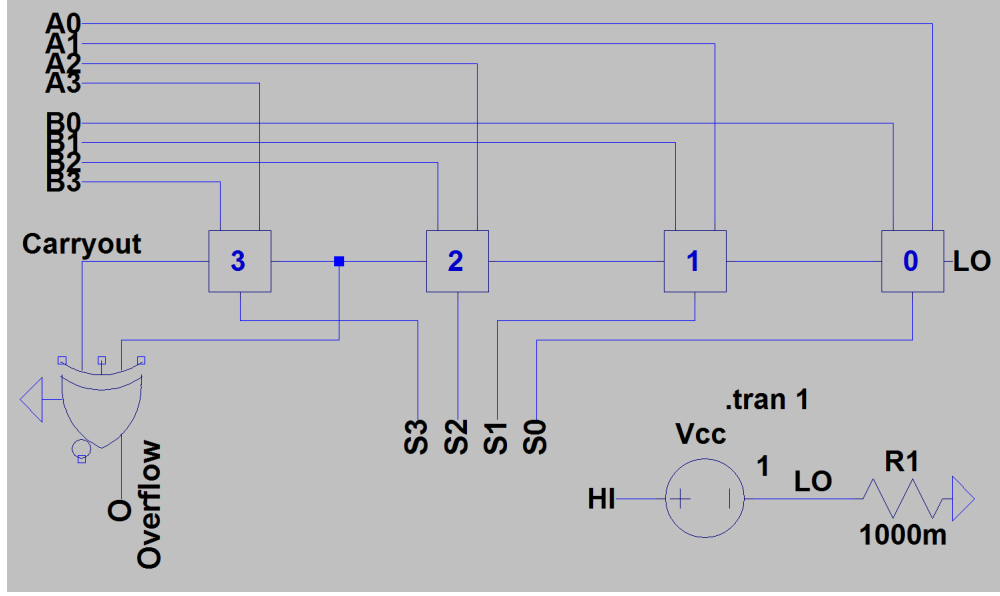 A0
A1
A2
A3
B0
B1
B2
B3
Carryout
3
2
1
0
LO
S3
S2
S1
S0
O
Overflow
.tran 1
Vcc
1
HI
LO
R1
1000m